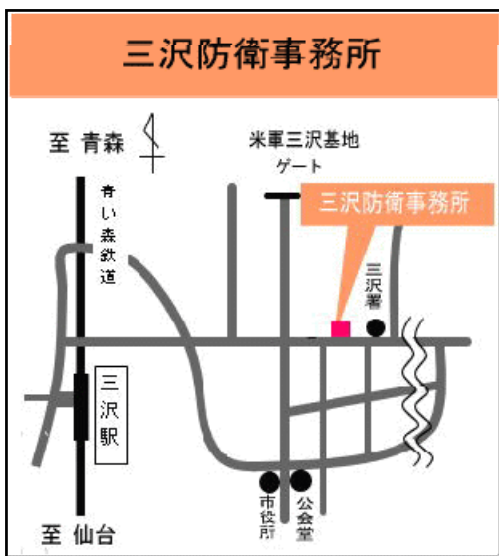 三沢防衛事務所
至 青森
米軍三沢基地
ゲート
三沢防衛事務所
青い森鉄道
三沢署
三沢駅
市役所
公会堂
至 仙台